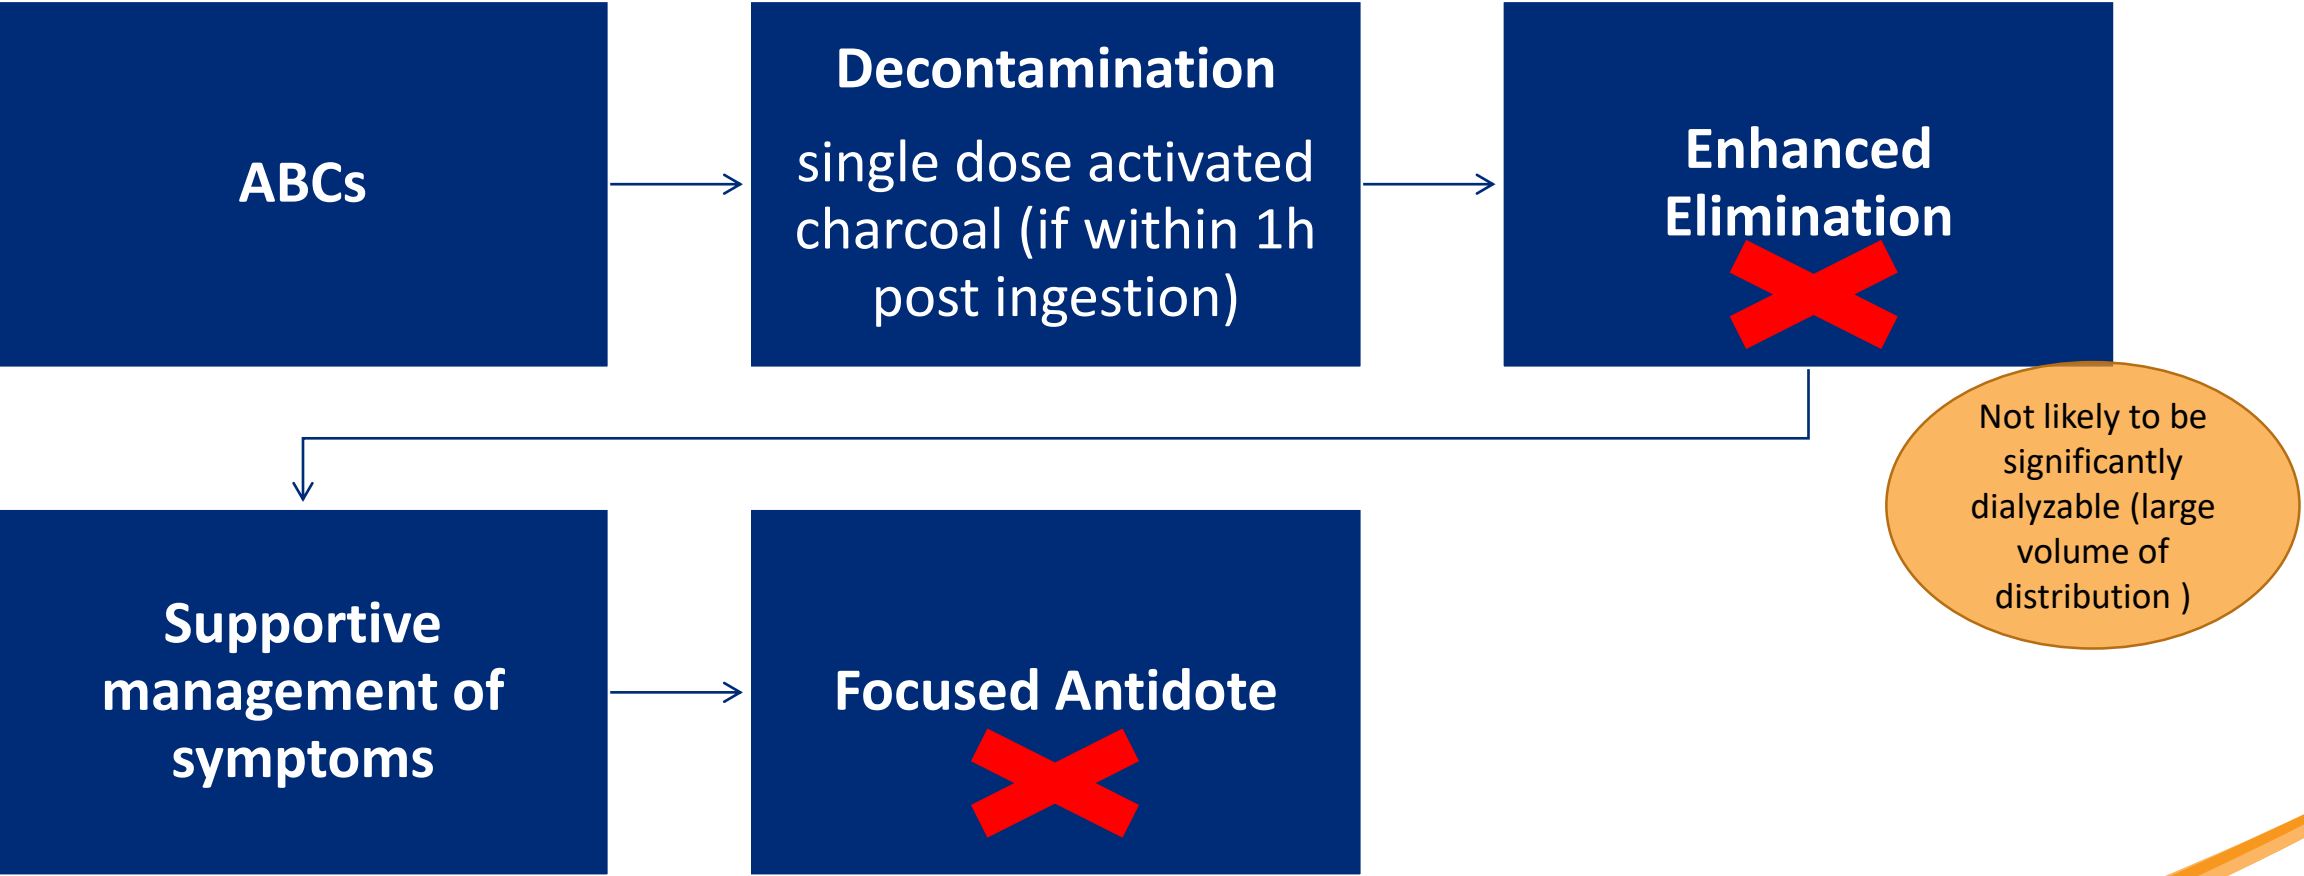 ABCs
Decontamination
single dose activated
charcoal (if within 1h
post ingestion)
Enhanced
Elimination
Not likely to be
significantly
dialyzable (large
volume of
distribution )
Supportive
management of
symptoms
Focused Antidote